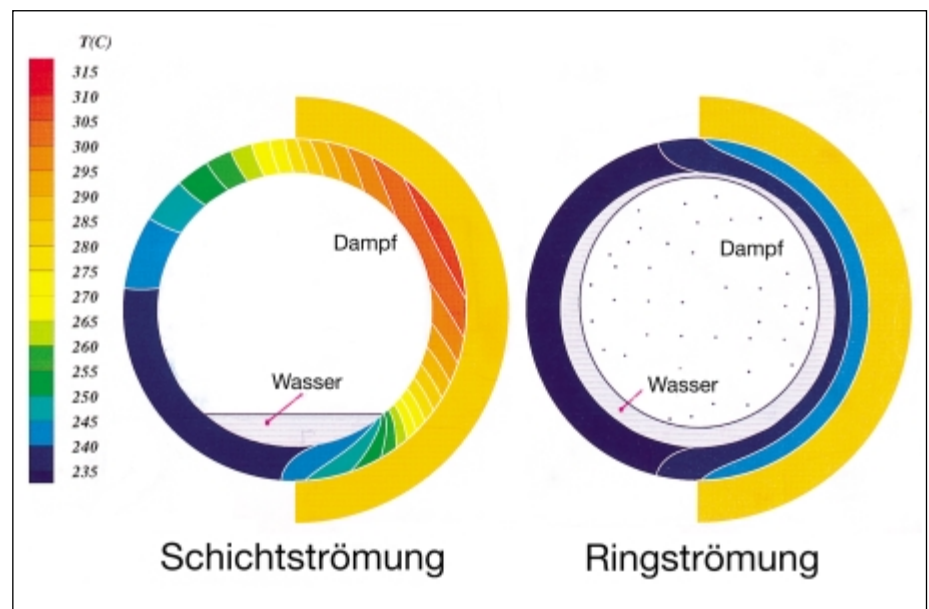 T(C)
315
310
305
300
295
290
285
280
275
270
265
260
255
250
245
240
235
Dampf
Wasser
Schichtströmung
Dampf
Wasser
Ringströmung